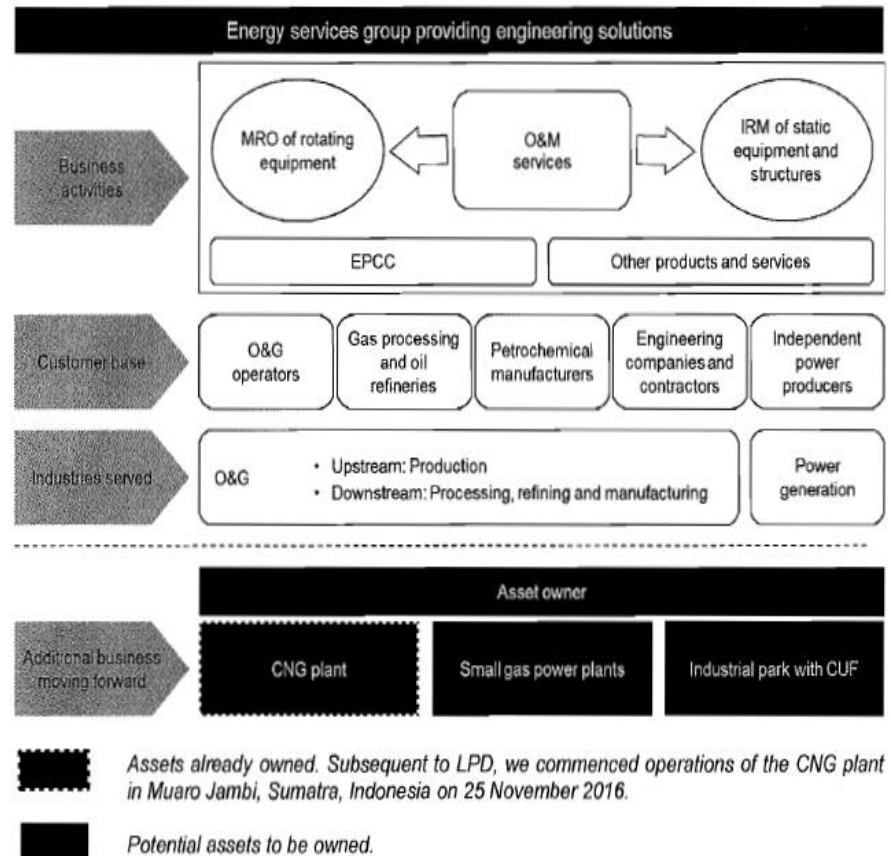 Energy services group providing engineering solutions
Business
activities
MRO of rotating
equipment
O&M
services
IRM of static
equipment and
structures
EPCC
Other products and services
Customer base
O&G
operators
Gas processing
and oil
refineries
Petrochemical
manufacturers
Engineering
companies and
contractors
Independent
power
producers
Industries served
O&G
• Upstream: Production
• Downstream: Processing, refining and manufacturing
Power
generation
Asset owner
Additional business
moving forward
CNG plant
Small gas power plants
Industrial park with CUF
Assets already owned. Subsequent to LPD, we commenced operations of the CNG plant
in Muaro Jambi, Sumatra, Indonesia on 25 November 2016.
Potential assets to be owned.